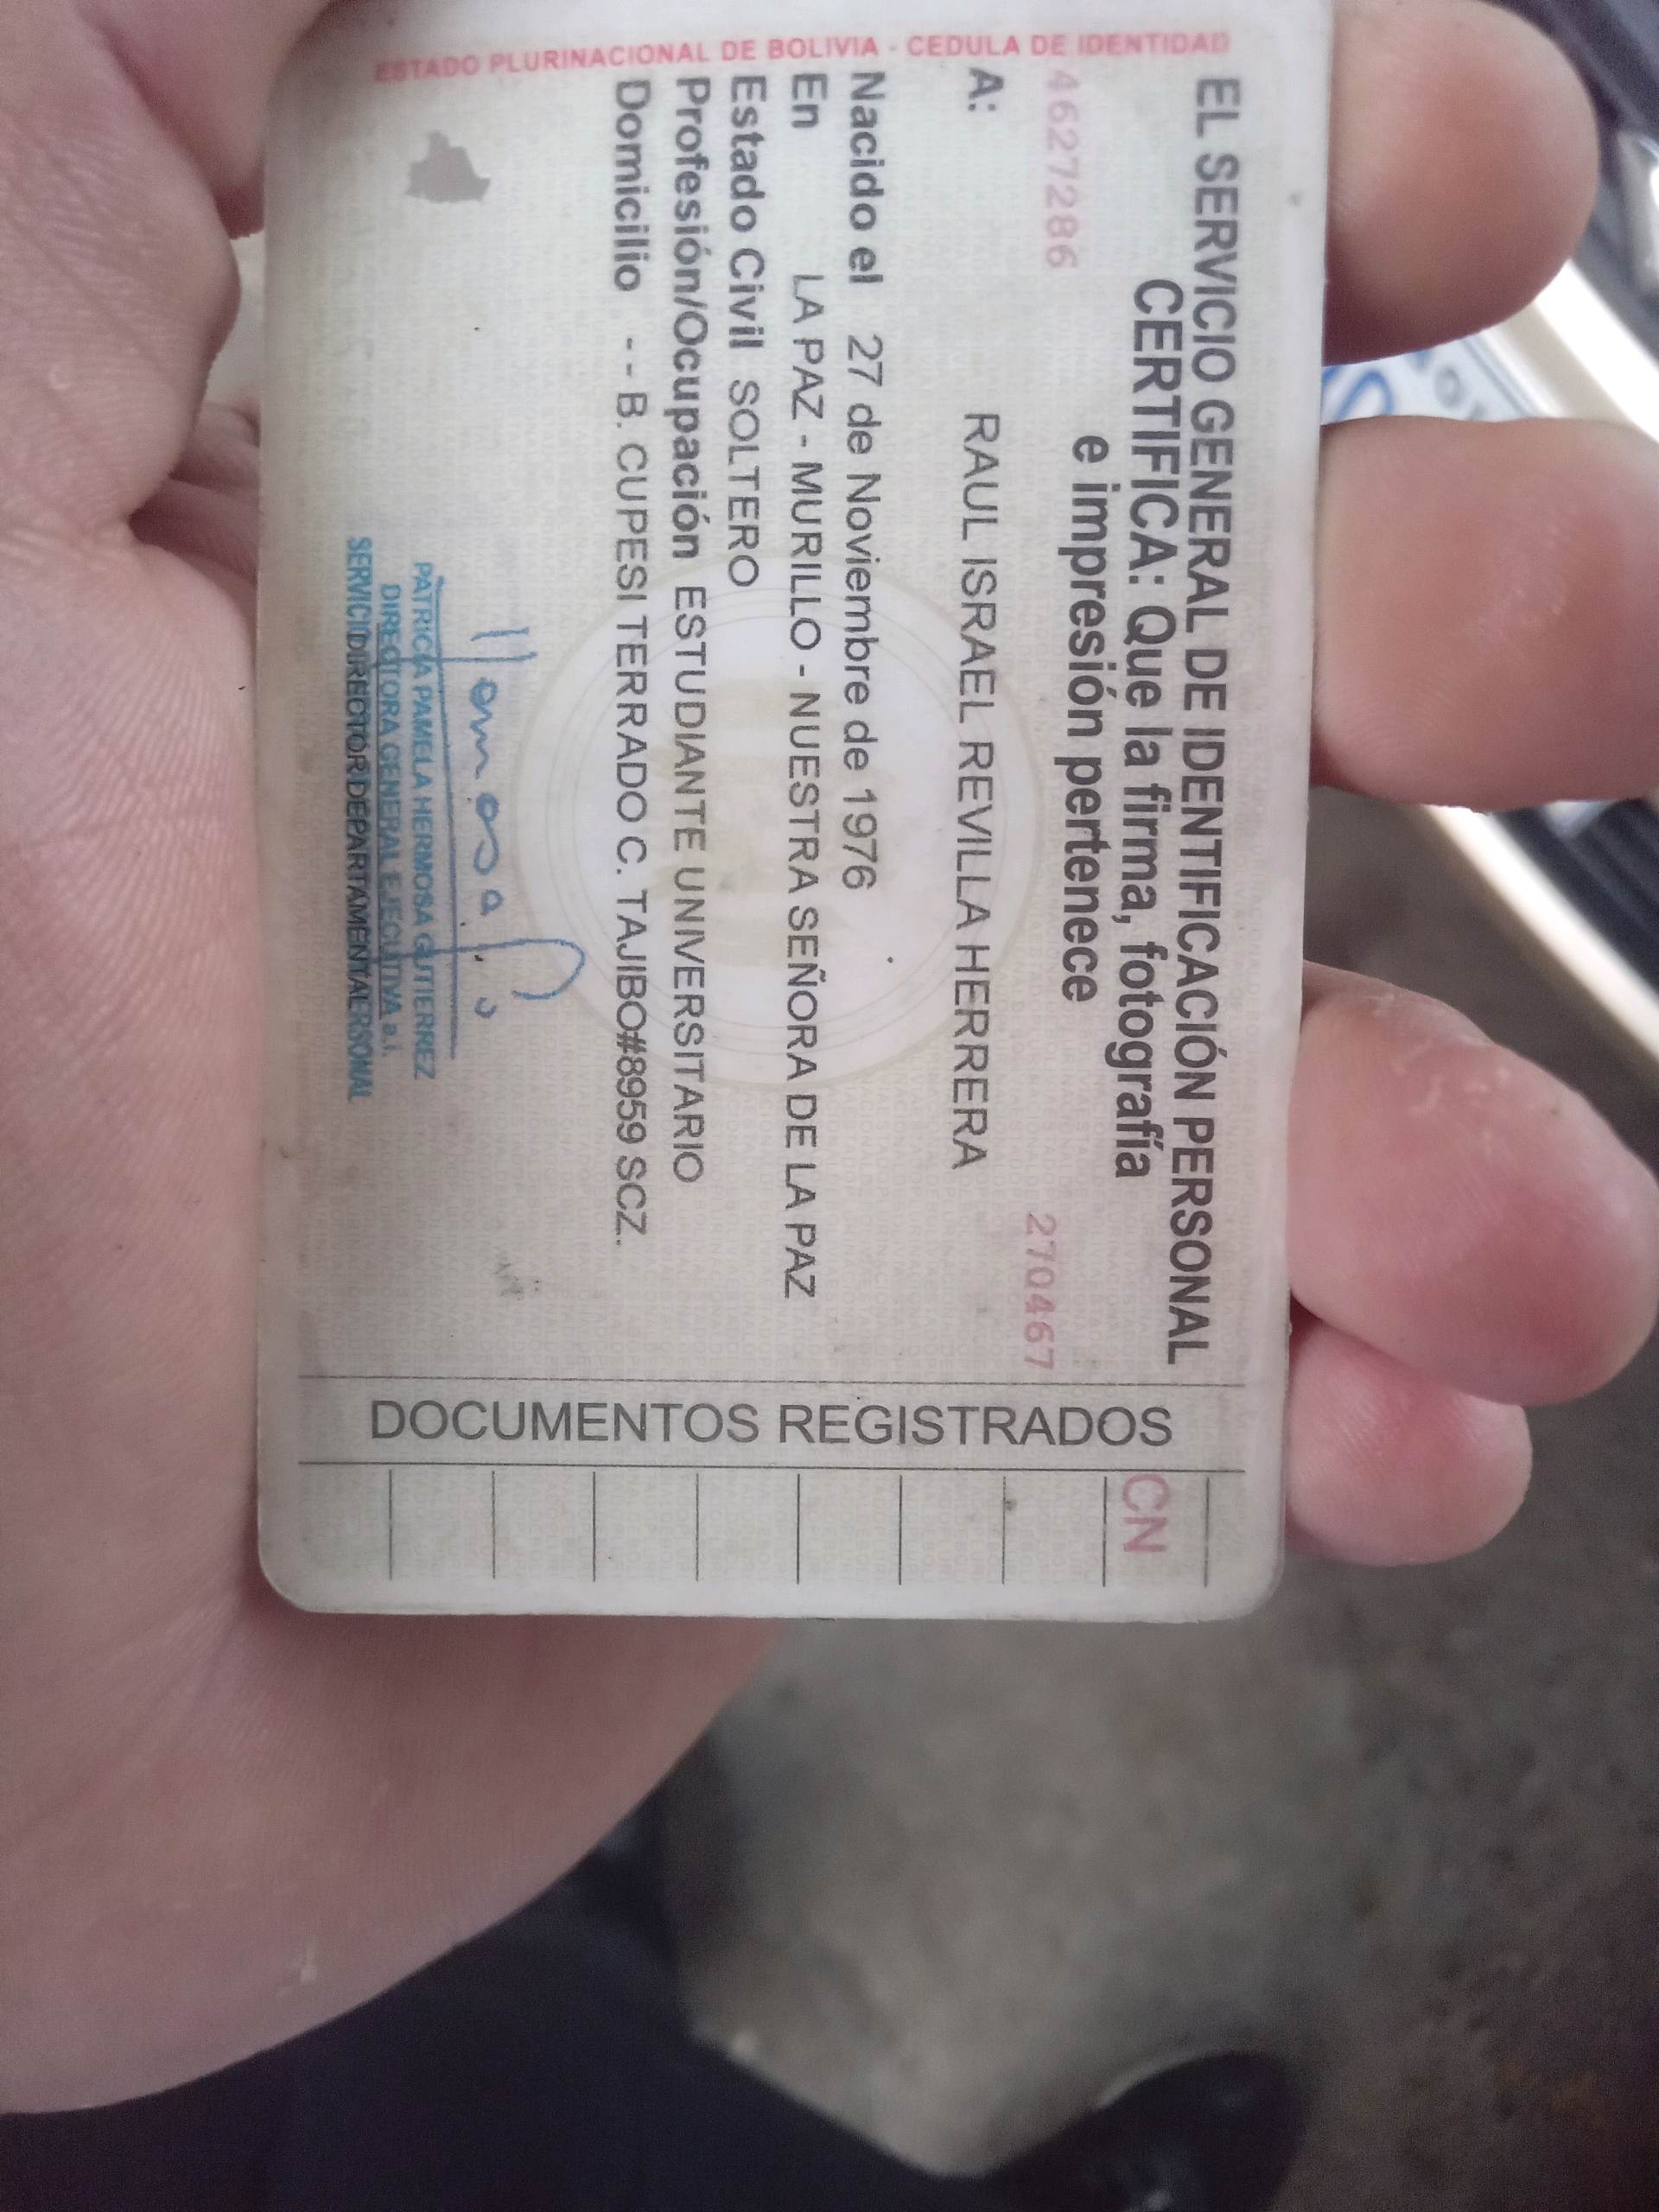 ESTADO PLURINACIONAL DE BOLIVIA - CEDULA DE IDENTIDAD
EL SERVICIO GENERAL DE IDENTIFICACIÓN PERSONAL
CERTIFICA: Que la firma, fotografía
e impresión pertenece
4627286
270467
A: RAUL ISRAEL REVILLA HERRERA
Nacido el 27 de Noviembre de 1976
En LA PAZ - MURILLO - NUESTRA SEÑORA DE LA PAZ
Estado Civil SOLTERO
Profesión/Ocupación ESTUDIANTE UNIVERSITARIO
Domicilio - - B. CUPESI TERRADO C. TAJIBO#8959 SCZ.
PATRICIA PAMELA HERMOSA GUTIERREZ
DIRECTORA GENERAL EJECUTIVA a.i.
DIRECTOR DEPARTAMENTAL
DOCUMENTOS REGISTRADOS
CN